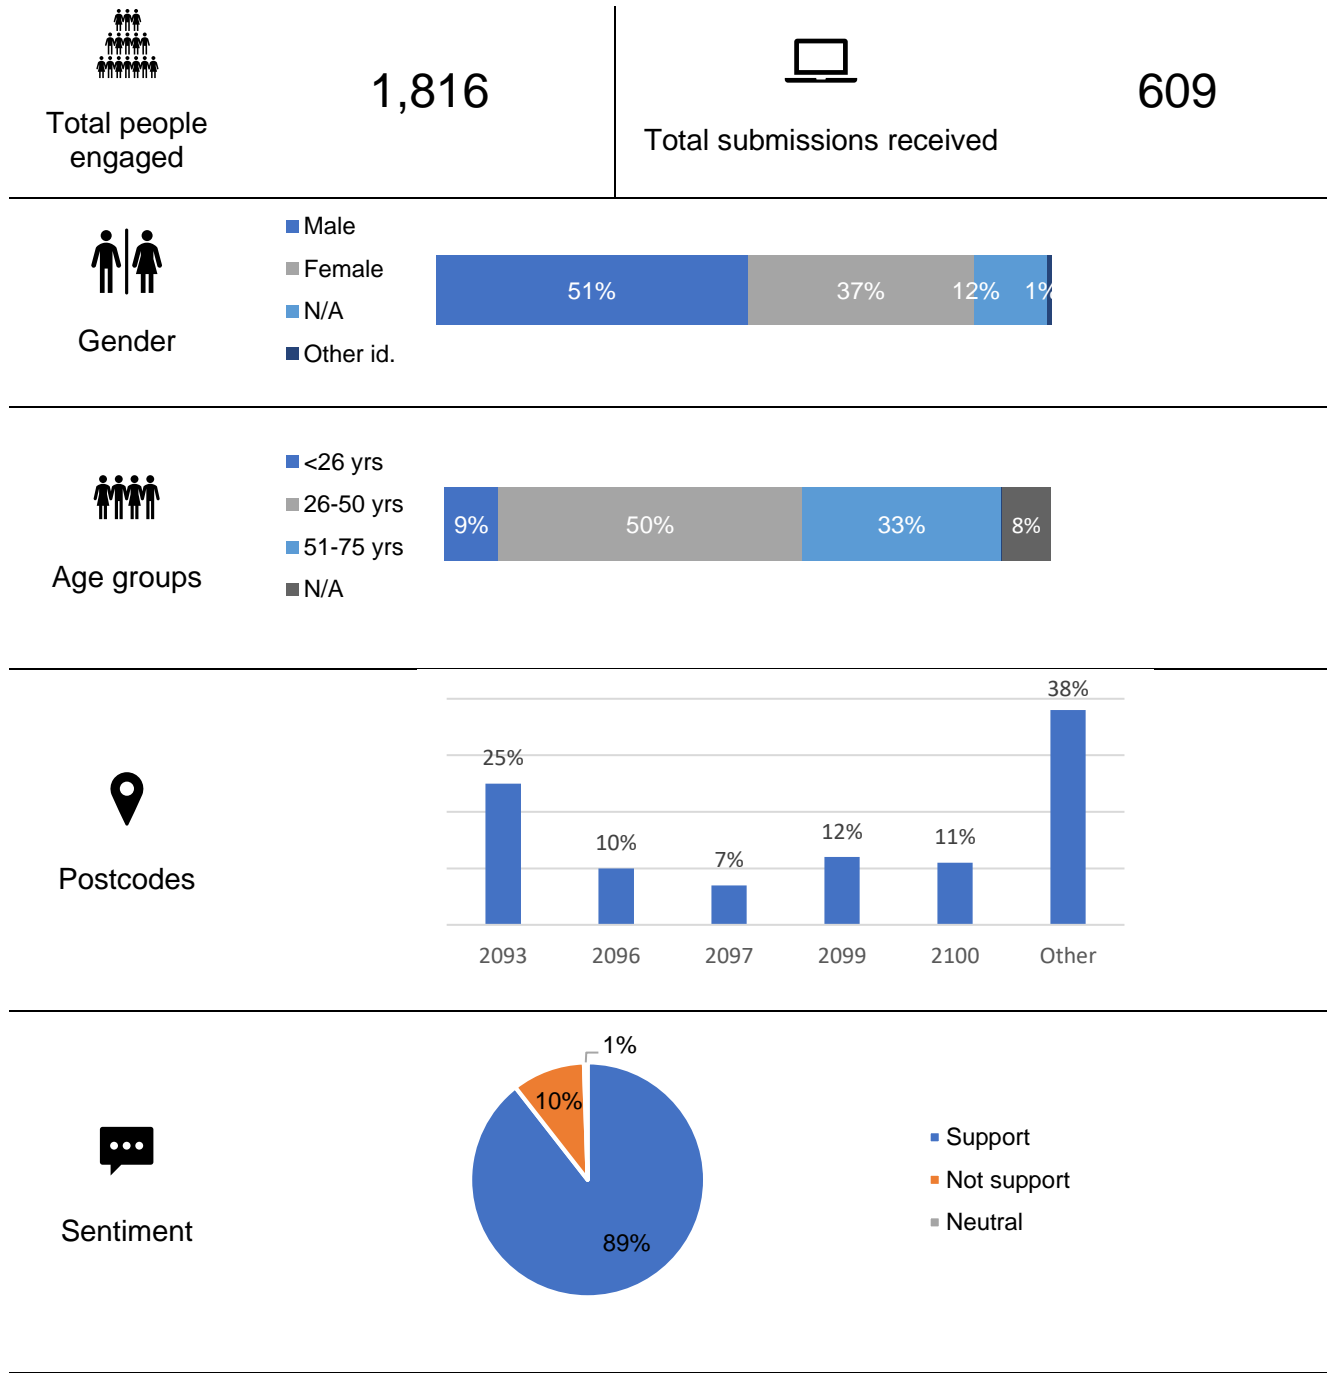 Total people
engaged
1,816
Total submissions received
609
Gender
Male
Female
N/A
Other id.
51%
37%
12%
1%
Age groups
<26 yrs
26-50 yrs
51-75 yrs
N/A
9%
50%
33%
8%
Postcodes
25%
10%
7%
12%
11%
38%
2093
2096
2097
2099
2100
Other
Sentiment
1%
10%
89%
Support
Not support
Neutral